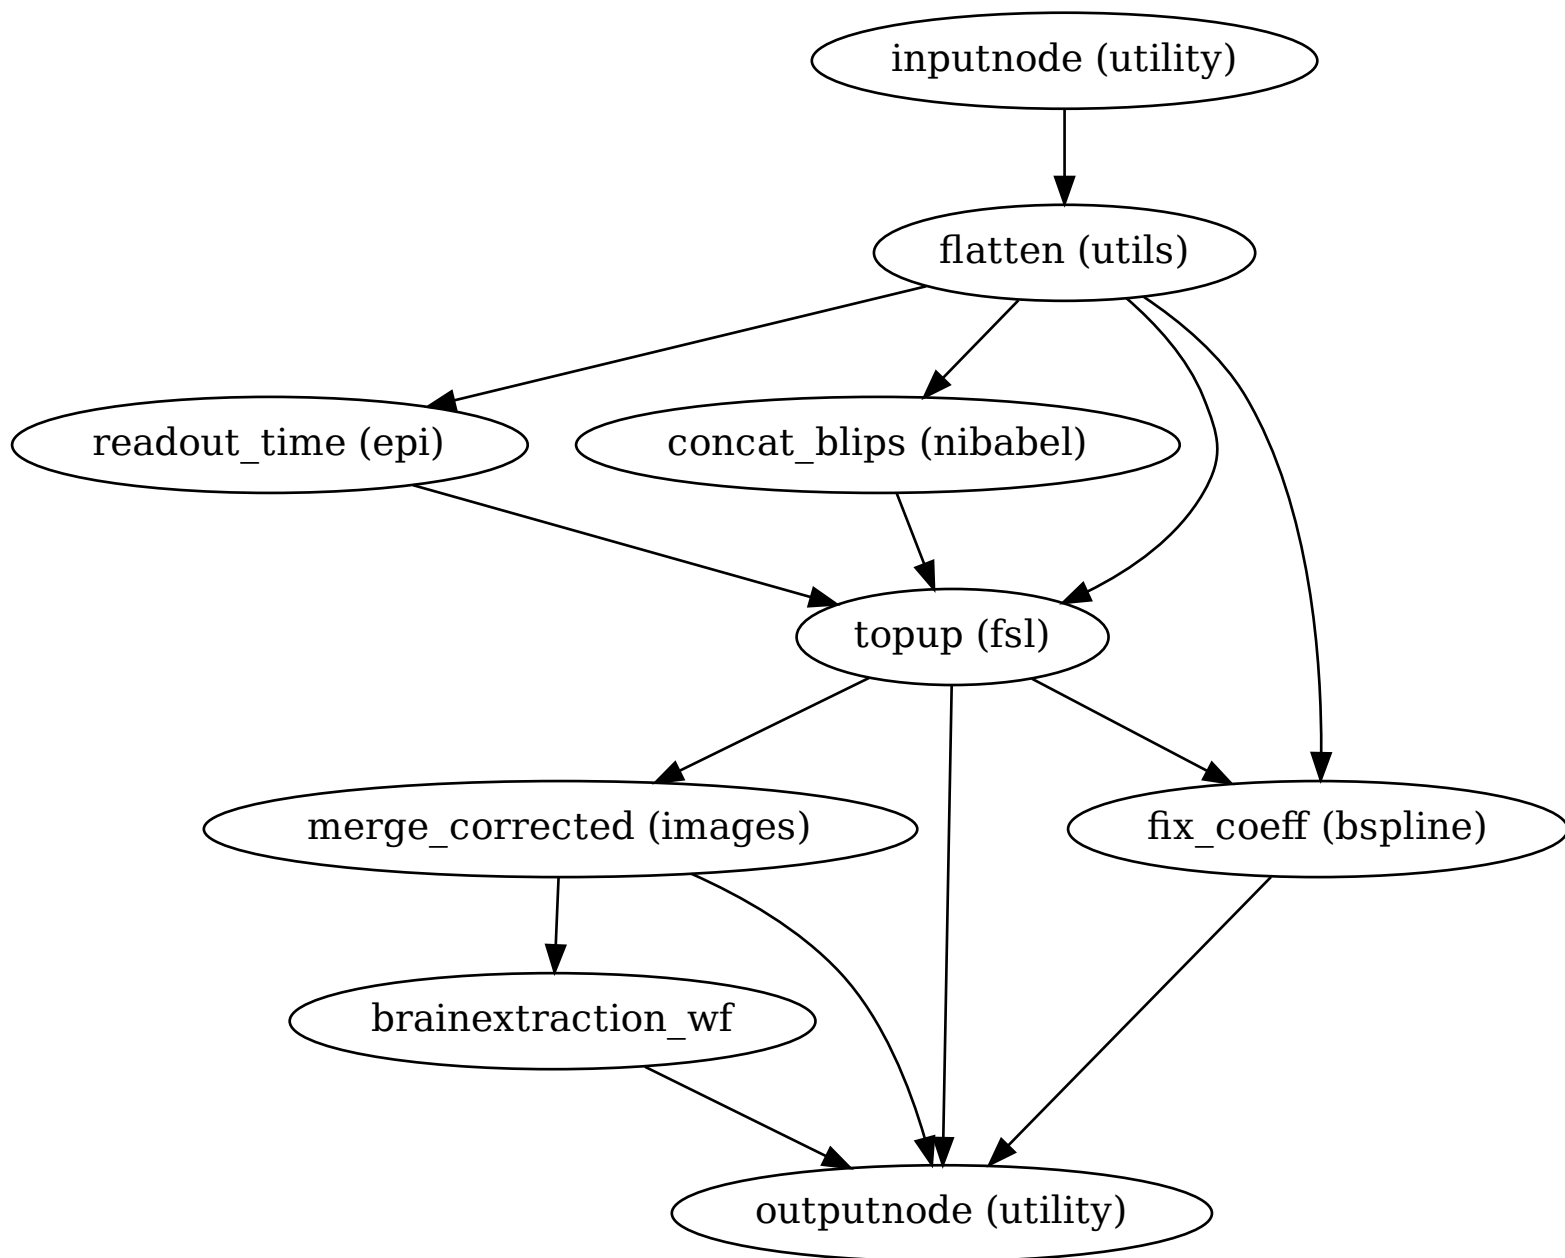 inputnode (utility)
flatten (utils)
readout_time (epi)
concat_blips (nibabel)
topup (fsl)
merge_corrected (images)
fix_coeff (bspline)
brainextraction_wf
outputnode (utility)